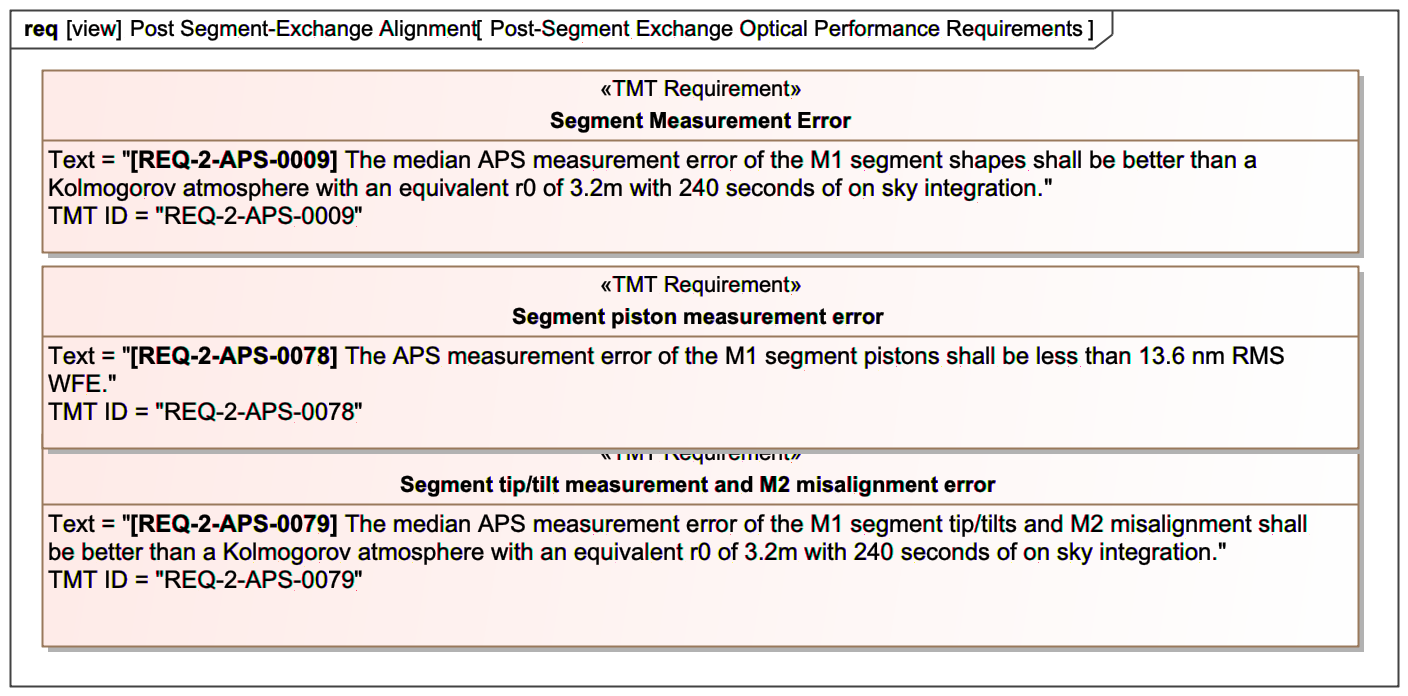 req [view] Post Segment-Exchange Alignment[ Post-Segment Exchange Optical Performance Requirements ]
«TMT Requirement»
Segment Measurement Error
Text = "[REQ-2-APS-0009] The median APS measurement error of the M1 segment shapes shall be better than a
Kolmogorov atmosphere with an equivalent r0 of 3.2m with 240 seconds of on sky integration."
TMT ID = "REQ-2-APS-0009"
«TMT Requirement»
Segment piston measurement error
Text = "[REQ-2-APS-0078] The APS measurement error of the M1 segment pistons shall be less than 13.6 nm RMS
WFE."
TMT ID = "REQ-2-APS-0078"
«TMT Requirement»
Segment tip/tilt measurement and M2 misalignment error
Text = "[REQ-2-APS-0079] The median APS measurement error of the M1 segment tip/tilts and M2 misalignment shall
be better than a Kolmogorov atmosphere with an equivalent r0 of 3.2m with 240 seconds of on sky integration."
TMT ID = "REQ-2-APS-0079"